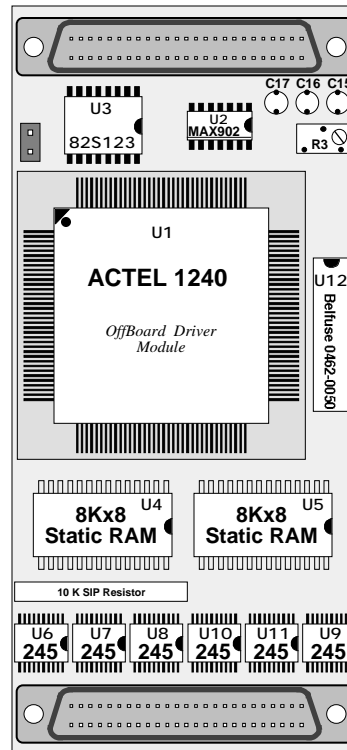 C17 C16 C15
U3
82S123
U2
MAX902
R3
U1
ACTEL 1240
OffBoard Driver
Module
U12
Belfuse 0462-0050
U4
8Kx8
Static RAM
U5
8Kx8
Static RAM
10 K SIP Resistor
U6
245
U7
245
U8
245
U10
245
U11
245
U9
245